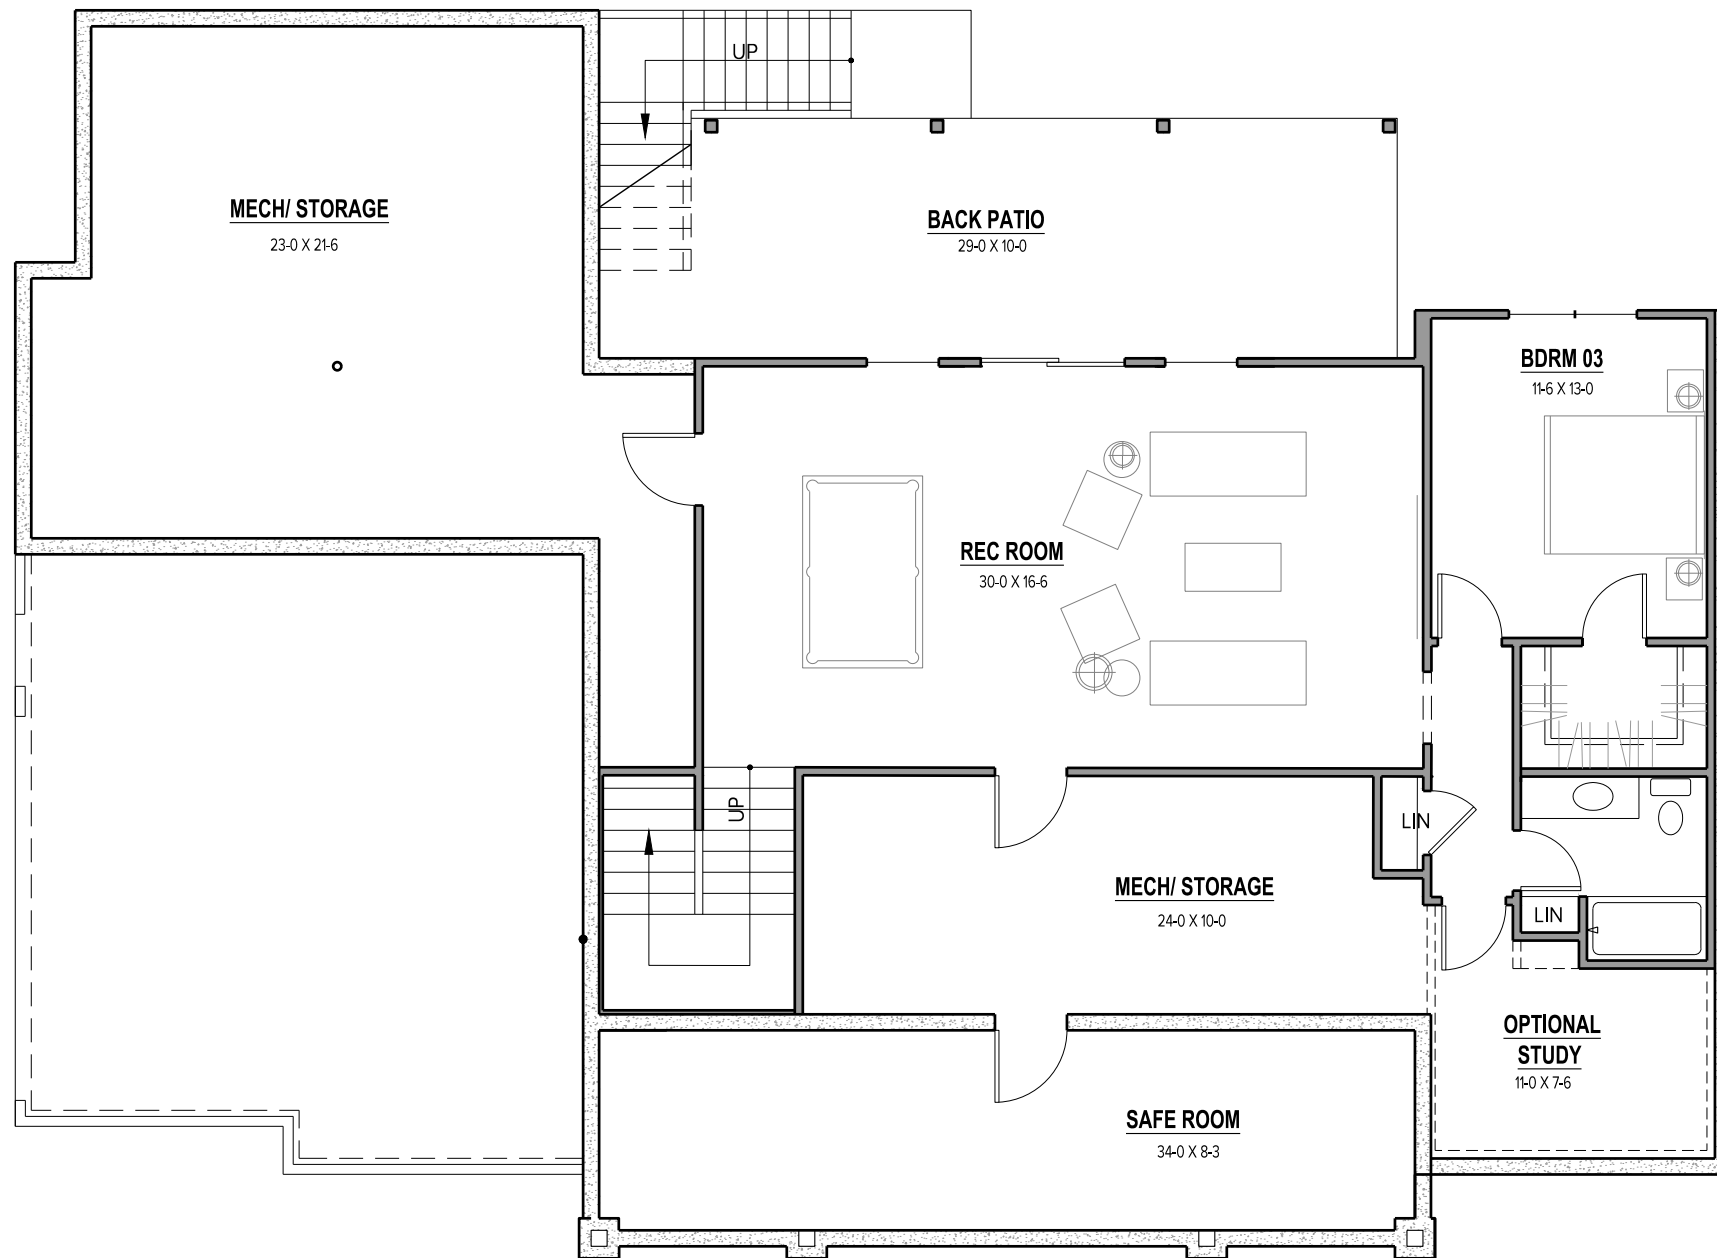 UP
MECH/ STORAGE
23-0 X 21-6
BACK PATIO
29-0 X 10-0
BDRM 03
11-6 X 13-0
REC ROOM
30-0 X 16-6
UP
LIN
MECH/ STORAGE
24-0 X 10-0
LIN
OPTIONAL
STUDY
11-0 X 7-6
SAFE ROOM
34-0 X 8-3